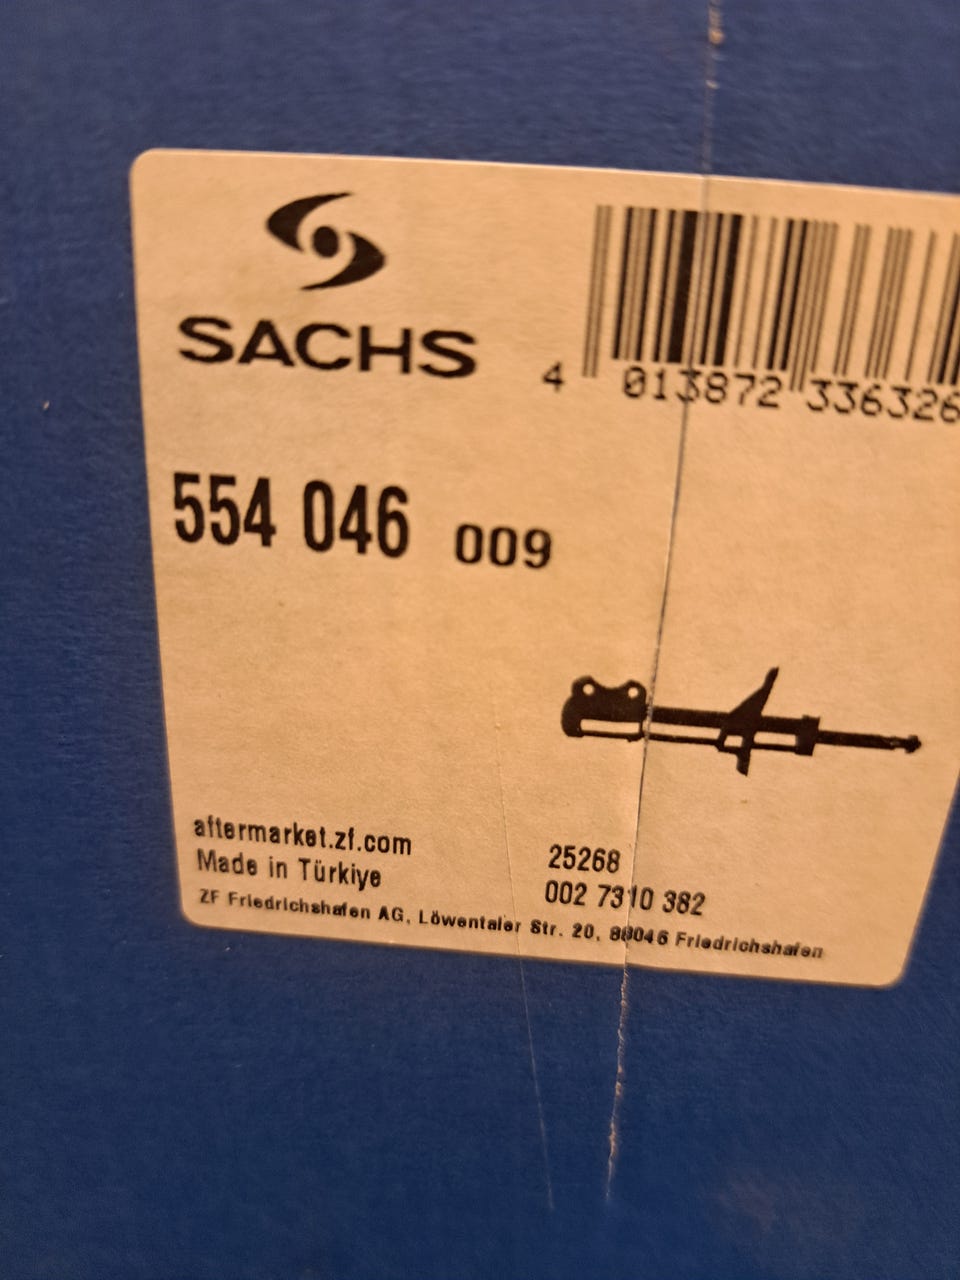 SACHS
4 013872 336326
554 046 009
aftermarket.zf.com
Made in Türkiye
25268
002 7310 382
ZF Friedrichshafen AG, Löwentaler Str. 20, 88046 Friedrichshafen